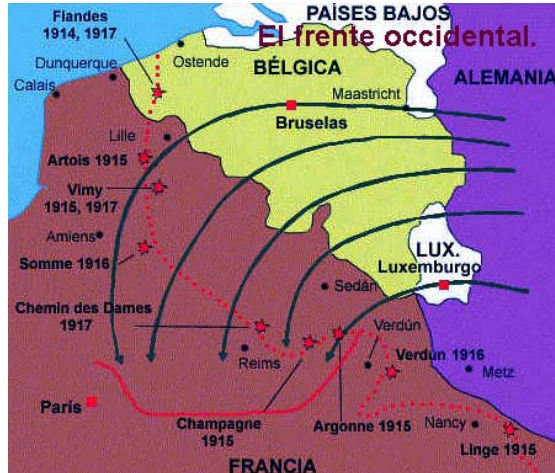 Flandes
1914, 1917
PAÍSES BAJOS
El frente occidental.
Ostende
Dunquerque
BÉLGICA
ALEMANIA
Calais
Maastricht
Bruselas
Lille
Artois 1915
Vimy
1915, 1917
Amiens
Somme 1916
LUX.
Luxemburgo
Sedán
Chemin des Dames
1917
Verdún
Reims
Verdún 1916
Metz
París
Champagne
1915
Argonne 1915
Nancy
Linge 1915
FRANCIA